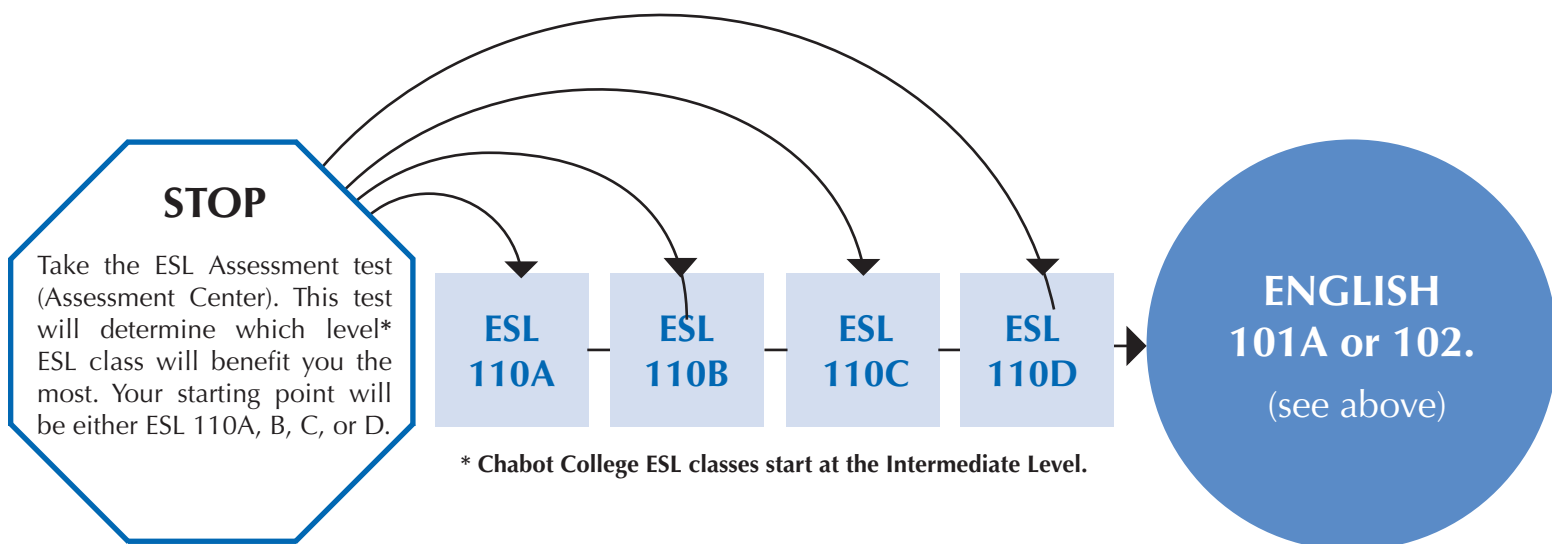 STOP
Take the ESL Assessment test
(Assessment Center). This test
will determine which level*
ESL class will benefit you the
most. Your starting point will
be either ESL 110A, B, C, or D.
ESL
110A
ESL
110B
ESL
110C
ESL
110D
* Chabot College ESL classes start at the Intermediate Level.
ENGLISH
101A or 102.
(see above)